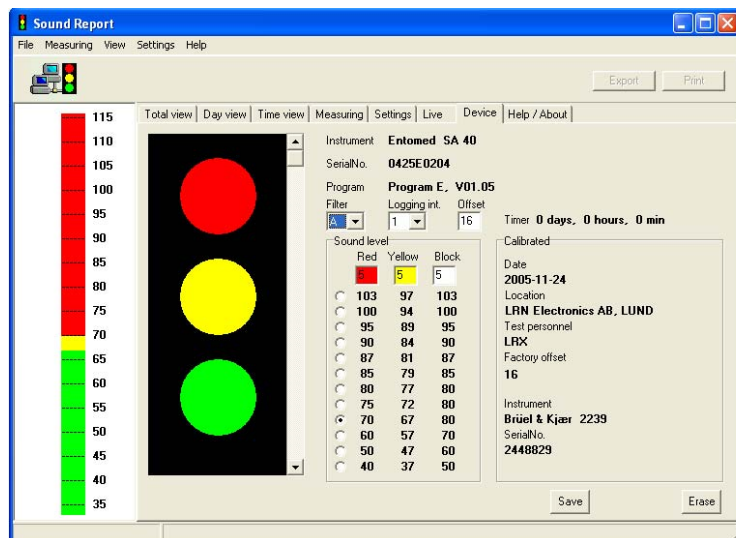 Sound Report
File Measuring View Settings Help
Export Print
Total view Day view Time view Measuring Settings Live Device Help / About
115
110
105
100
95
90
85
80
75
70
65
60
55
50
45
40
35
Instrument Entomed SA 40
SerialNo. 0425E0204
Program Program E, V01.05
Filter Logging int. Offset
A 1 16 Timer 0 days, 0 hours, 0 min
Sound level
Red Yellow Block
5 5 5
103 97 103
100 94 100
95 89 95
90 84 90
87 81 87
85 79 85
80 77 80
75 72 80
70 67 80
60 57 70
50 47 60
40 37 50
Calibrated
Date
2005-11-24
Location
LRN Electronics AB, LUND
Test personnel
LRX
Factory offset
16
Instrument
Brüel & Kjær 2239
SerialNo.
2448829
Save Erase